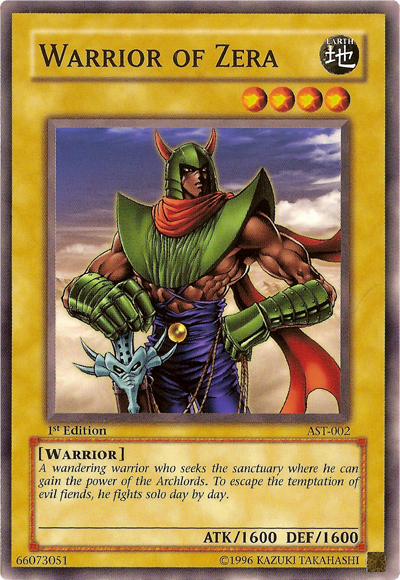 WARRIOR OF ZERA
EARTH
地
1st Edition
AST-002
[WARRIOR]
A wandering warrior who seeks the sanctuary where he can
gain the power of the Archlords. To escape the temptation of
evil fiends, he fights solo day by day.
ATK/1600 DEF/1600
66073051
©1996 KAZUKI TAKAHASHI